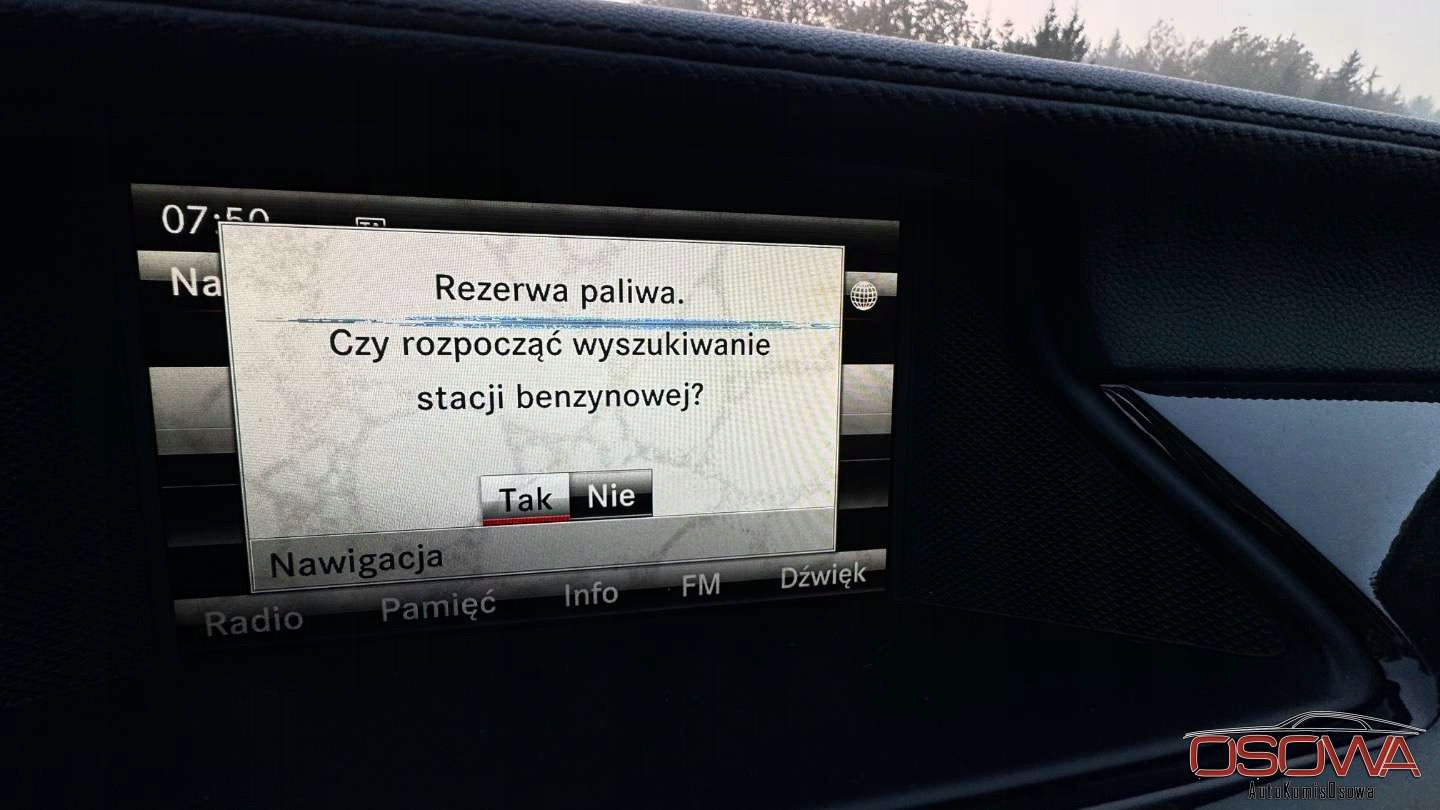 07:50
Na
Rezerwa paliwa.
Czy rozpocząć wyszukiwanie
stacji benzynowej?
Tak Nie
Nawigacja
Radio Pamięć Info FM Dźwięk
OSOWA
AutoKomisOsowa